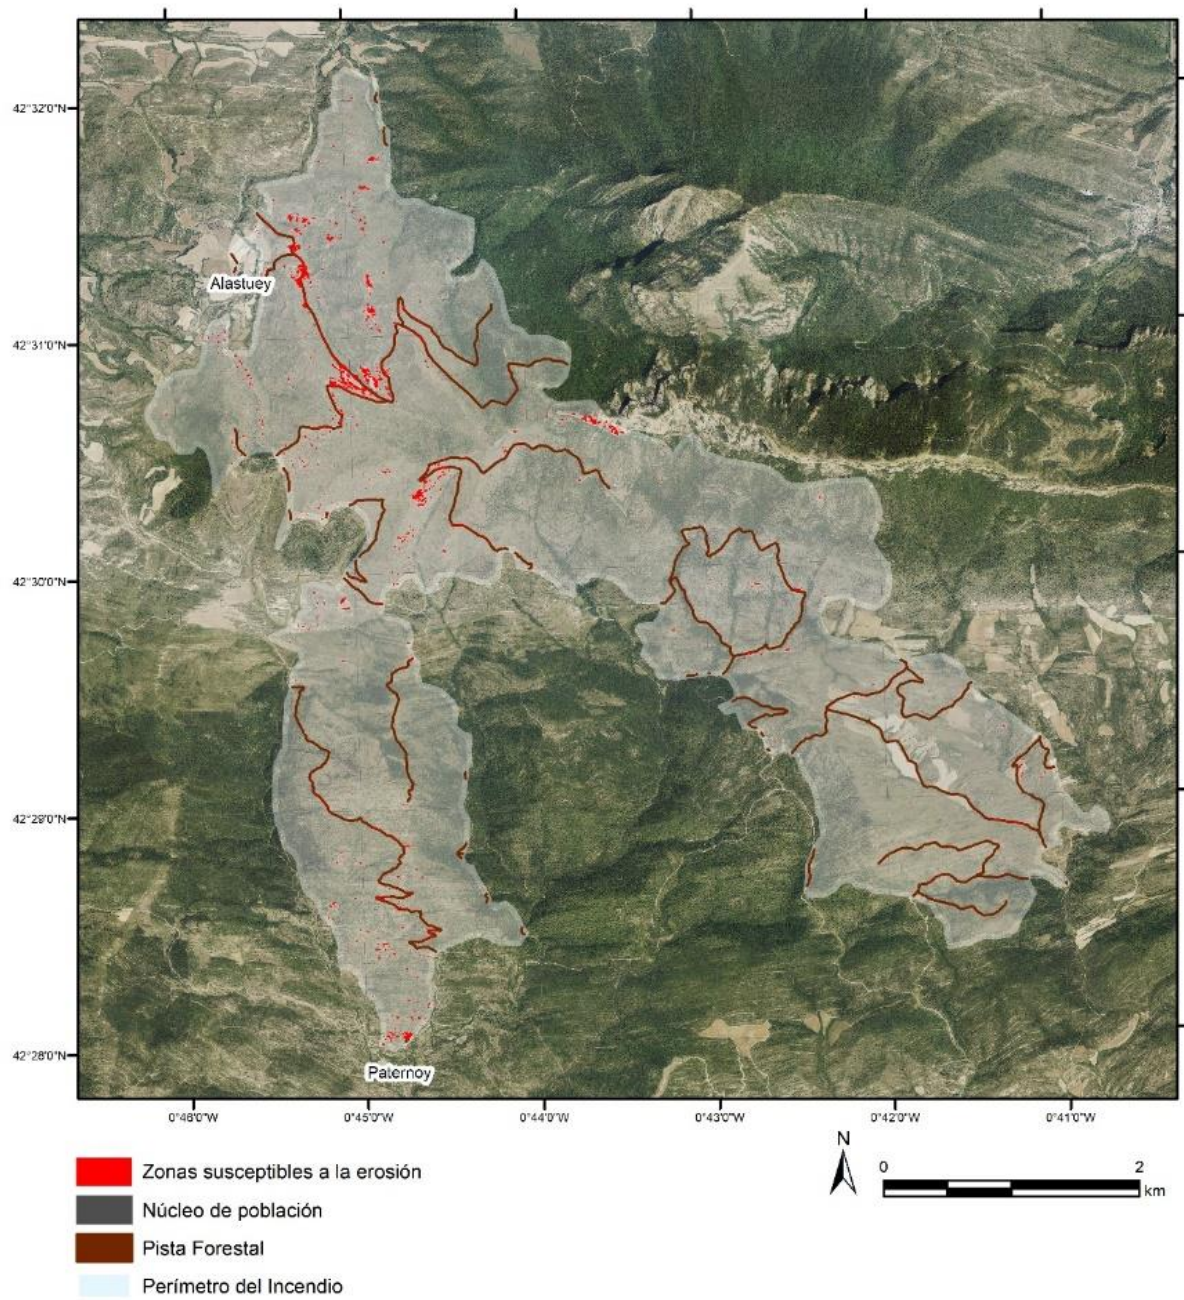 42°32'0"N
Alastuey
42°31'0"N
42°30'0"N
42°29'0"N
42°28'0"N
Paternoy
0°46'0"W
0°45'0"W
0°44'0"W
0°43'0"W
0°42'0"W
0°41'0"W
Zonas susceptibles a la erosión
Núcleo de población
Pista Forestal
Perímetro del Incendio
N
0
2
km